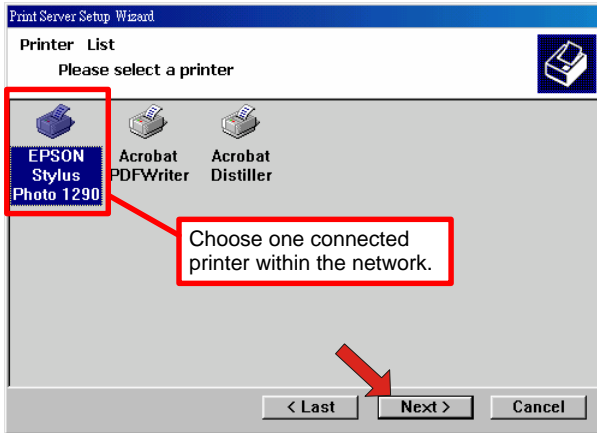 Print Server Setup Wizard
Printer List
Please select a printer
EPSON
Stylus
Photo 1290
Acrobat
PDFWriter
Acrobat
Distiller
Choose one connected
printer within the network.
< Last
Next >
Cancel